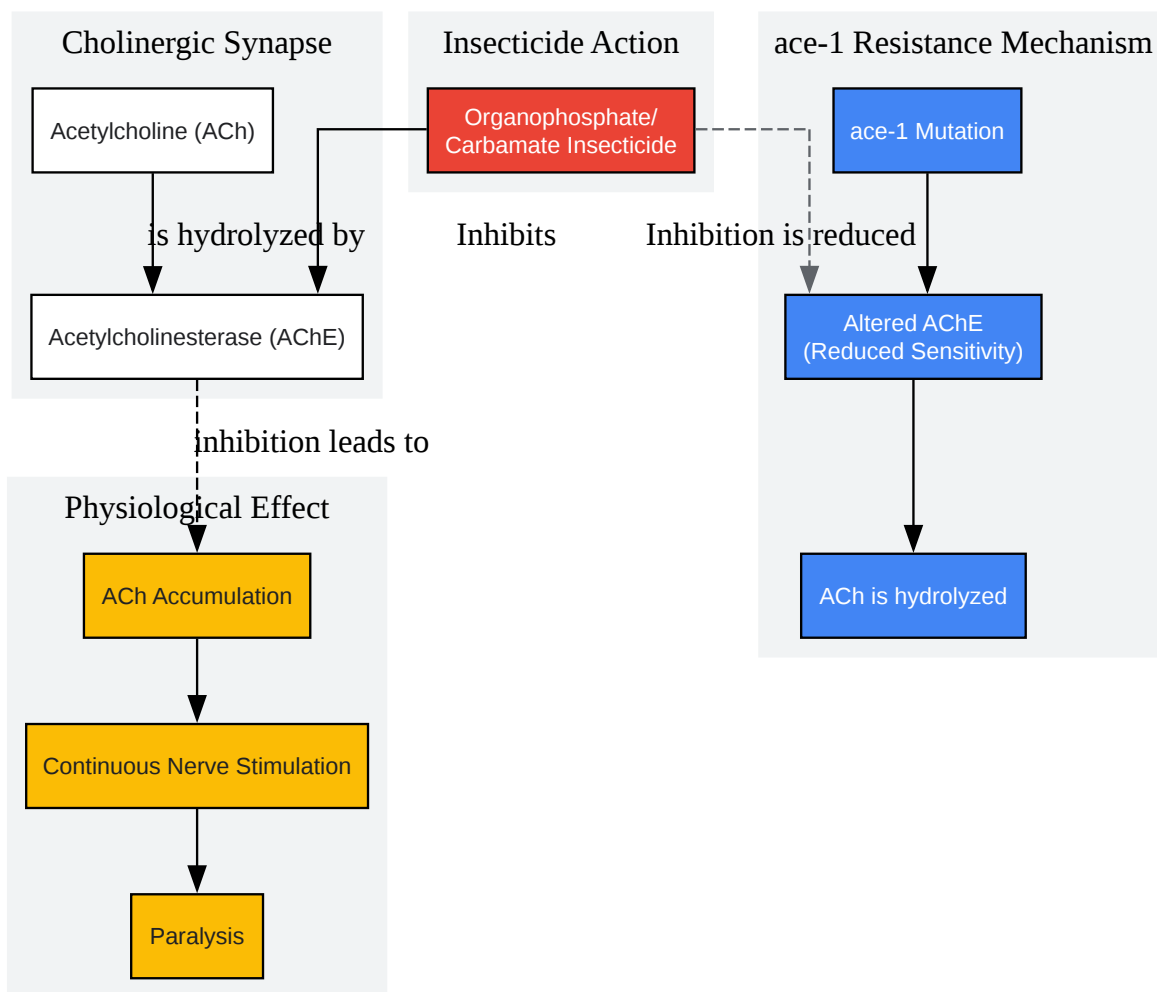 Cholinergic Synapse
Insecticide Action
ace-1 Resistance Mechanism
Acetylcholine (ACh)
Organophosphate/
Carbamate Insecticide
ace-1 Mutation
is hydrolyzed by
Inhibits
Inhibition is reduced
Acetylcholinesterase (AChE)
Altered AChE
(Reduced Sensitivity)
inhibition leads to
Physiological Effect
ACh Accumulation
ACh is hydrolyzed
Continuous Nerve Stimulation
Paralysis